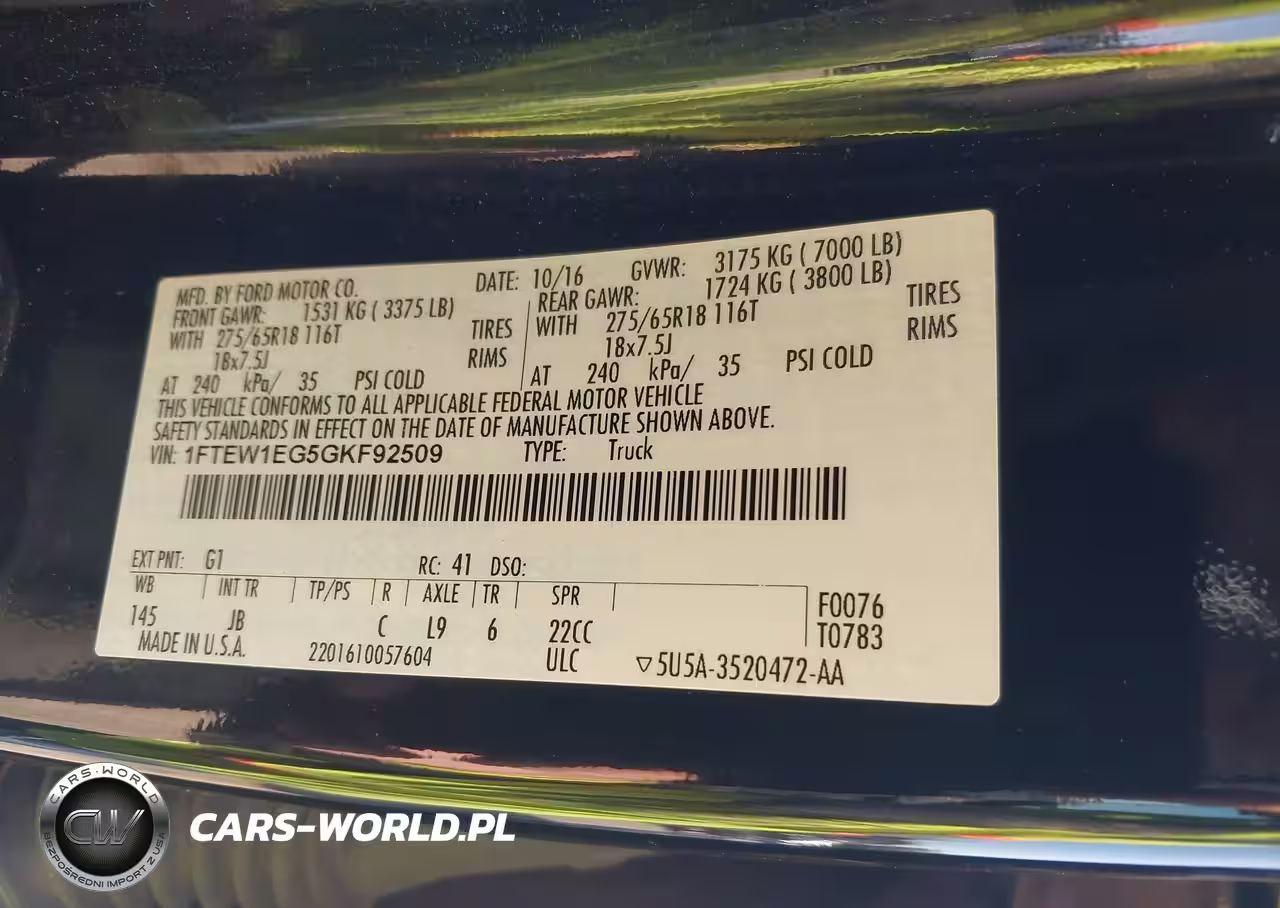 MFD. BY FORD MOTOR CO. DATE: 10/16 GVWR: 3175 KG ( 7000 LB)
FRONT GAWR: 1531 KG ( 3375 LB) REAR GAWR: 1724 KG ( 3800 LB)
WITH 275/65R18 116T TIRES WITH 275/65R18 116T TIRES
18x7.5J RIMS 18x7.5J RIMS
AT 240 kPa/ 35 PSI COLD AT 240 kPa/ 35 PSI COLD
THIS VEHICLE CONFORMS TO ALL APPLICABLE FEDERAL MOTOR VEHICLE
SAFETY STANDARDS IN EFFECT ON THE DATE OF MANUFACTURE SHOWN ABOVE.
VIN: 1FTEW1EG5GKF92509 TYPE: Truck
EXT PNT: G1 RC: 41 DSO:
WB INT TR TP/PS R AXLE TR SPR
F0076
145 JB C L9 6 22CC T0783
MADE IN U.S.A. 2201610057604 ULC ▽5U5A-3520472-AA
CARS-WORLD
CW
BEZPOŚREDNI IMPORT Z USA
CARS-WORLD.PL